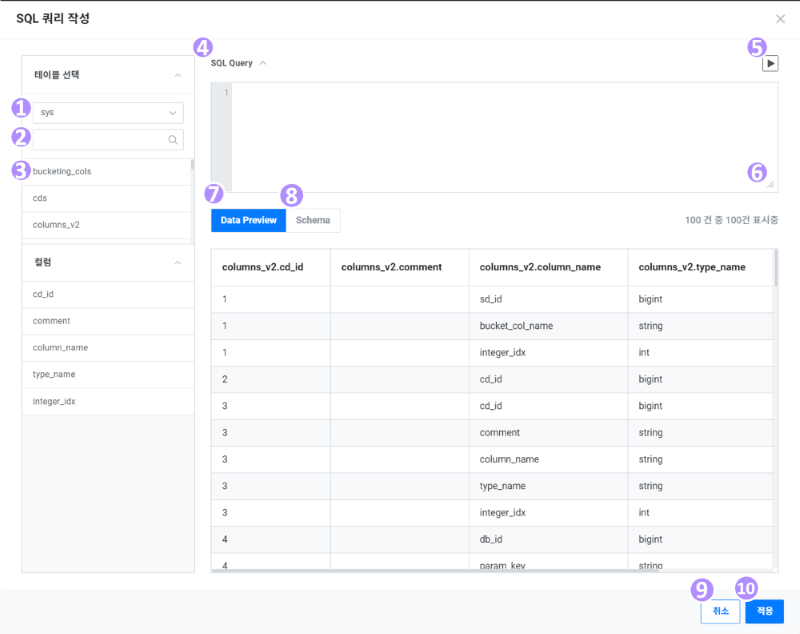 SQL 쿼리 작성
4
5
테이블 선택
SQL Query
1
sys
1
2
3
bucketing_cols
6
cds
7
8
columns_v2
Data Preview
Schema
100 건 중 100건 표시중
컬럼
cd_id
comment
column_name
type_name
integer_idx
columns_v2.cd_id columns_v2.comment columns_v2.column_name columns_v2.type_name
1 sd_id bigint
1 bucket_col_name string
1 integer_idx int
2 cd_id bigint
3 cd_id bigint
3 comment string
3 column_name string
3 type_name string
3 integer_idx int
4 db_id bigint
4 param_key string
9
10
취소
적용